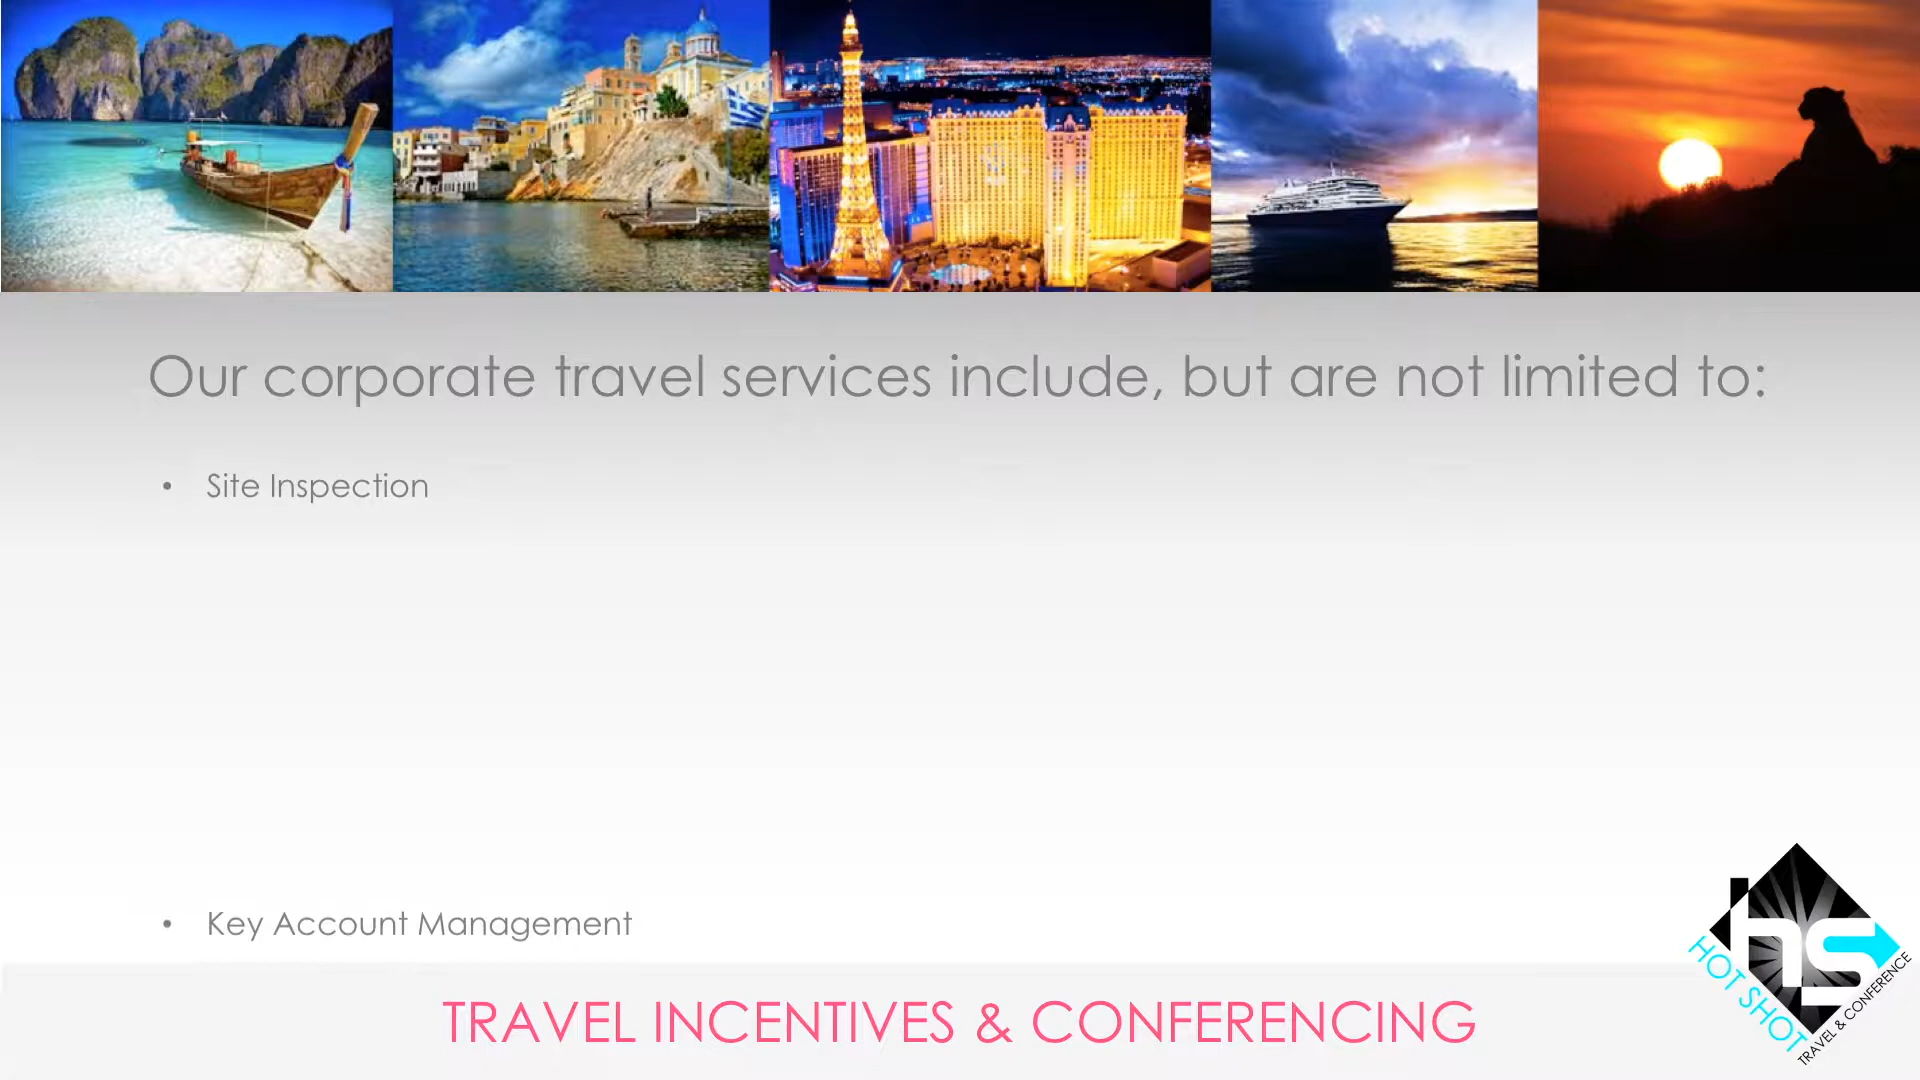 Our corporate travel services include, but are not limited to:
• Site Inspection
• Key Account Management
TRAVEL INCENTIVES & CONFERENCING
hs
HOT SHOT
TRAVEL & CONFERENCE